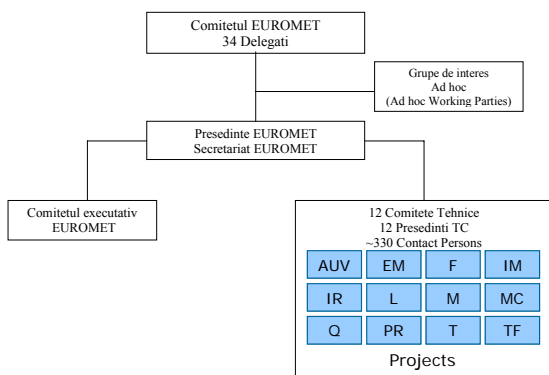 Comitetul EUROMET
34 Delegati
Grupe de interes
Ad hoc
(Ad hoc Working Parties)
Presedinte EUROMET
Secretariat EUROMET
Comitetul executativ
EUROMET
12 Comitete Tehnice
12 Presedinti TC
~330 Contact Persons
AUV EM F IM
IR L M MC
Q PR T TF
Projects